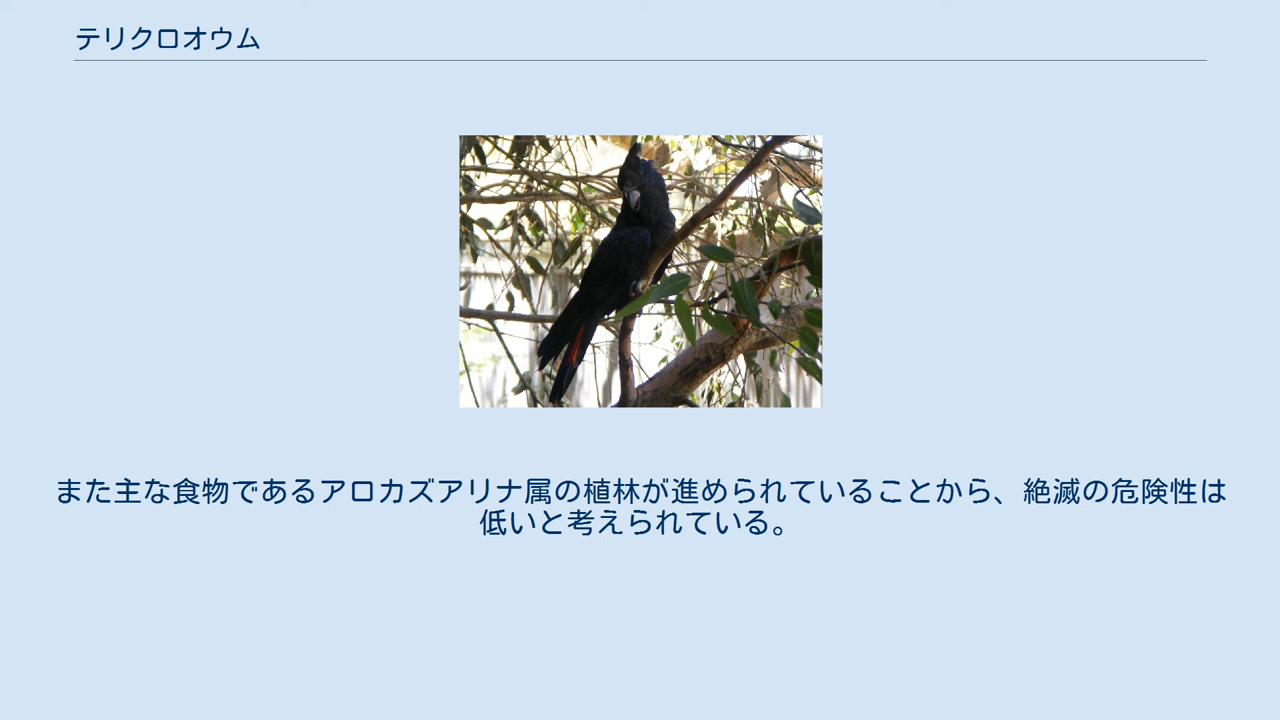 テリクロオウム
また主な食物であるアロカズアリナ属の植林が進められていることから、絶滅の危険性は
低いと考えられている。